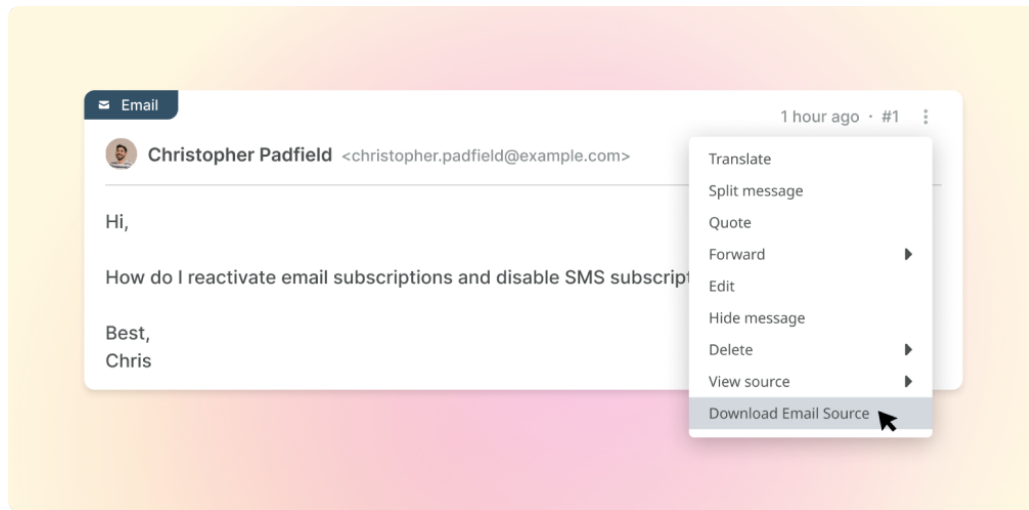 Email
1 hour ago · #1
Christopher Padfield <christopher.padfield@example.com>
Hi,
How do I reactivate email subscriptions and disable SMS
Best,
Chris
Translate
Split message
Quote
Forward
Edit
Hide message
Delete
View source
Download Email Source